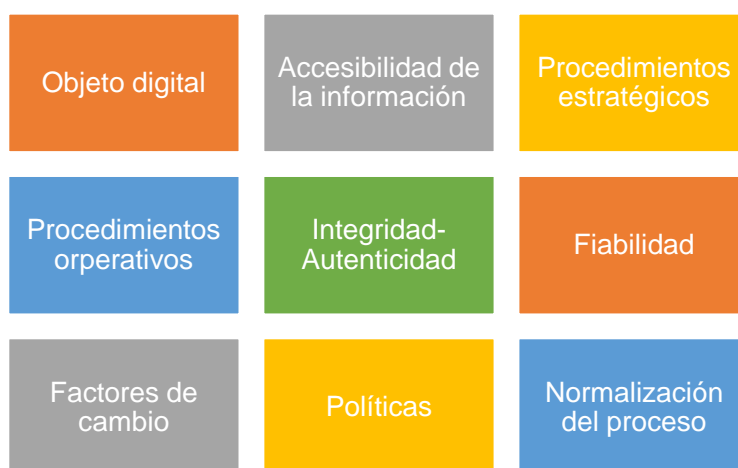 Objeto digital
Accesibilidad de
la información
Procedimientos
estratégicos
Procedimientos
orperativos
Integridad-
Autenticidad
Fiabilidad
Factores de
cambio
Políticas
Normalización
del proceso